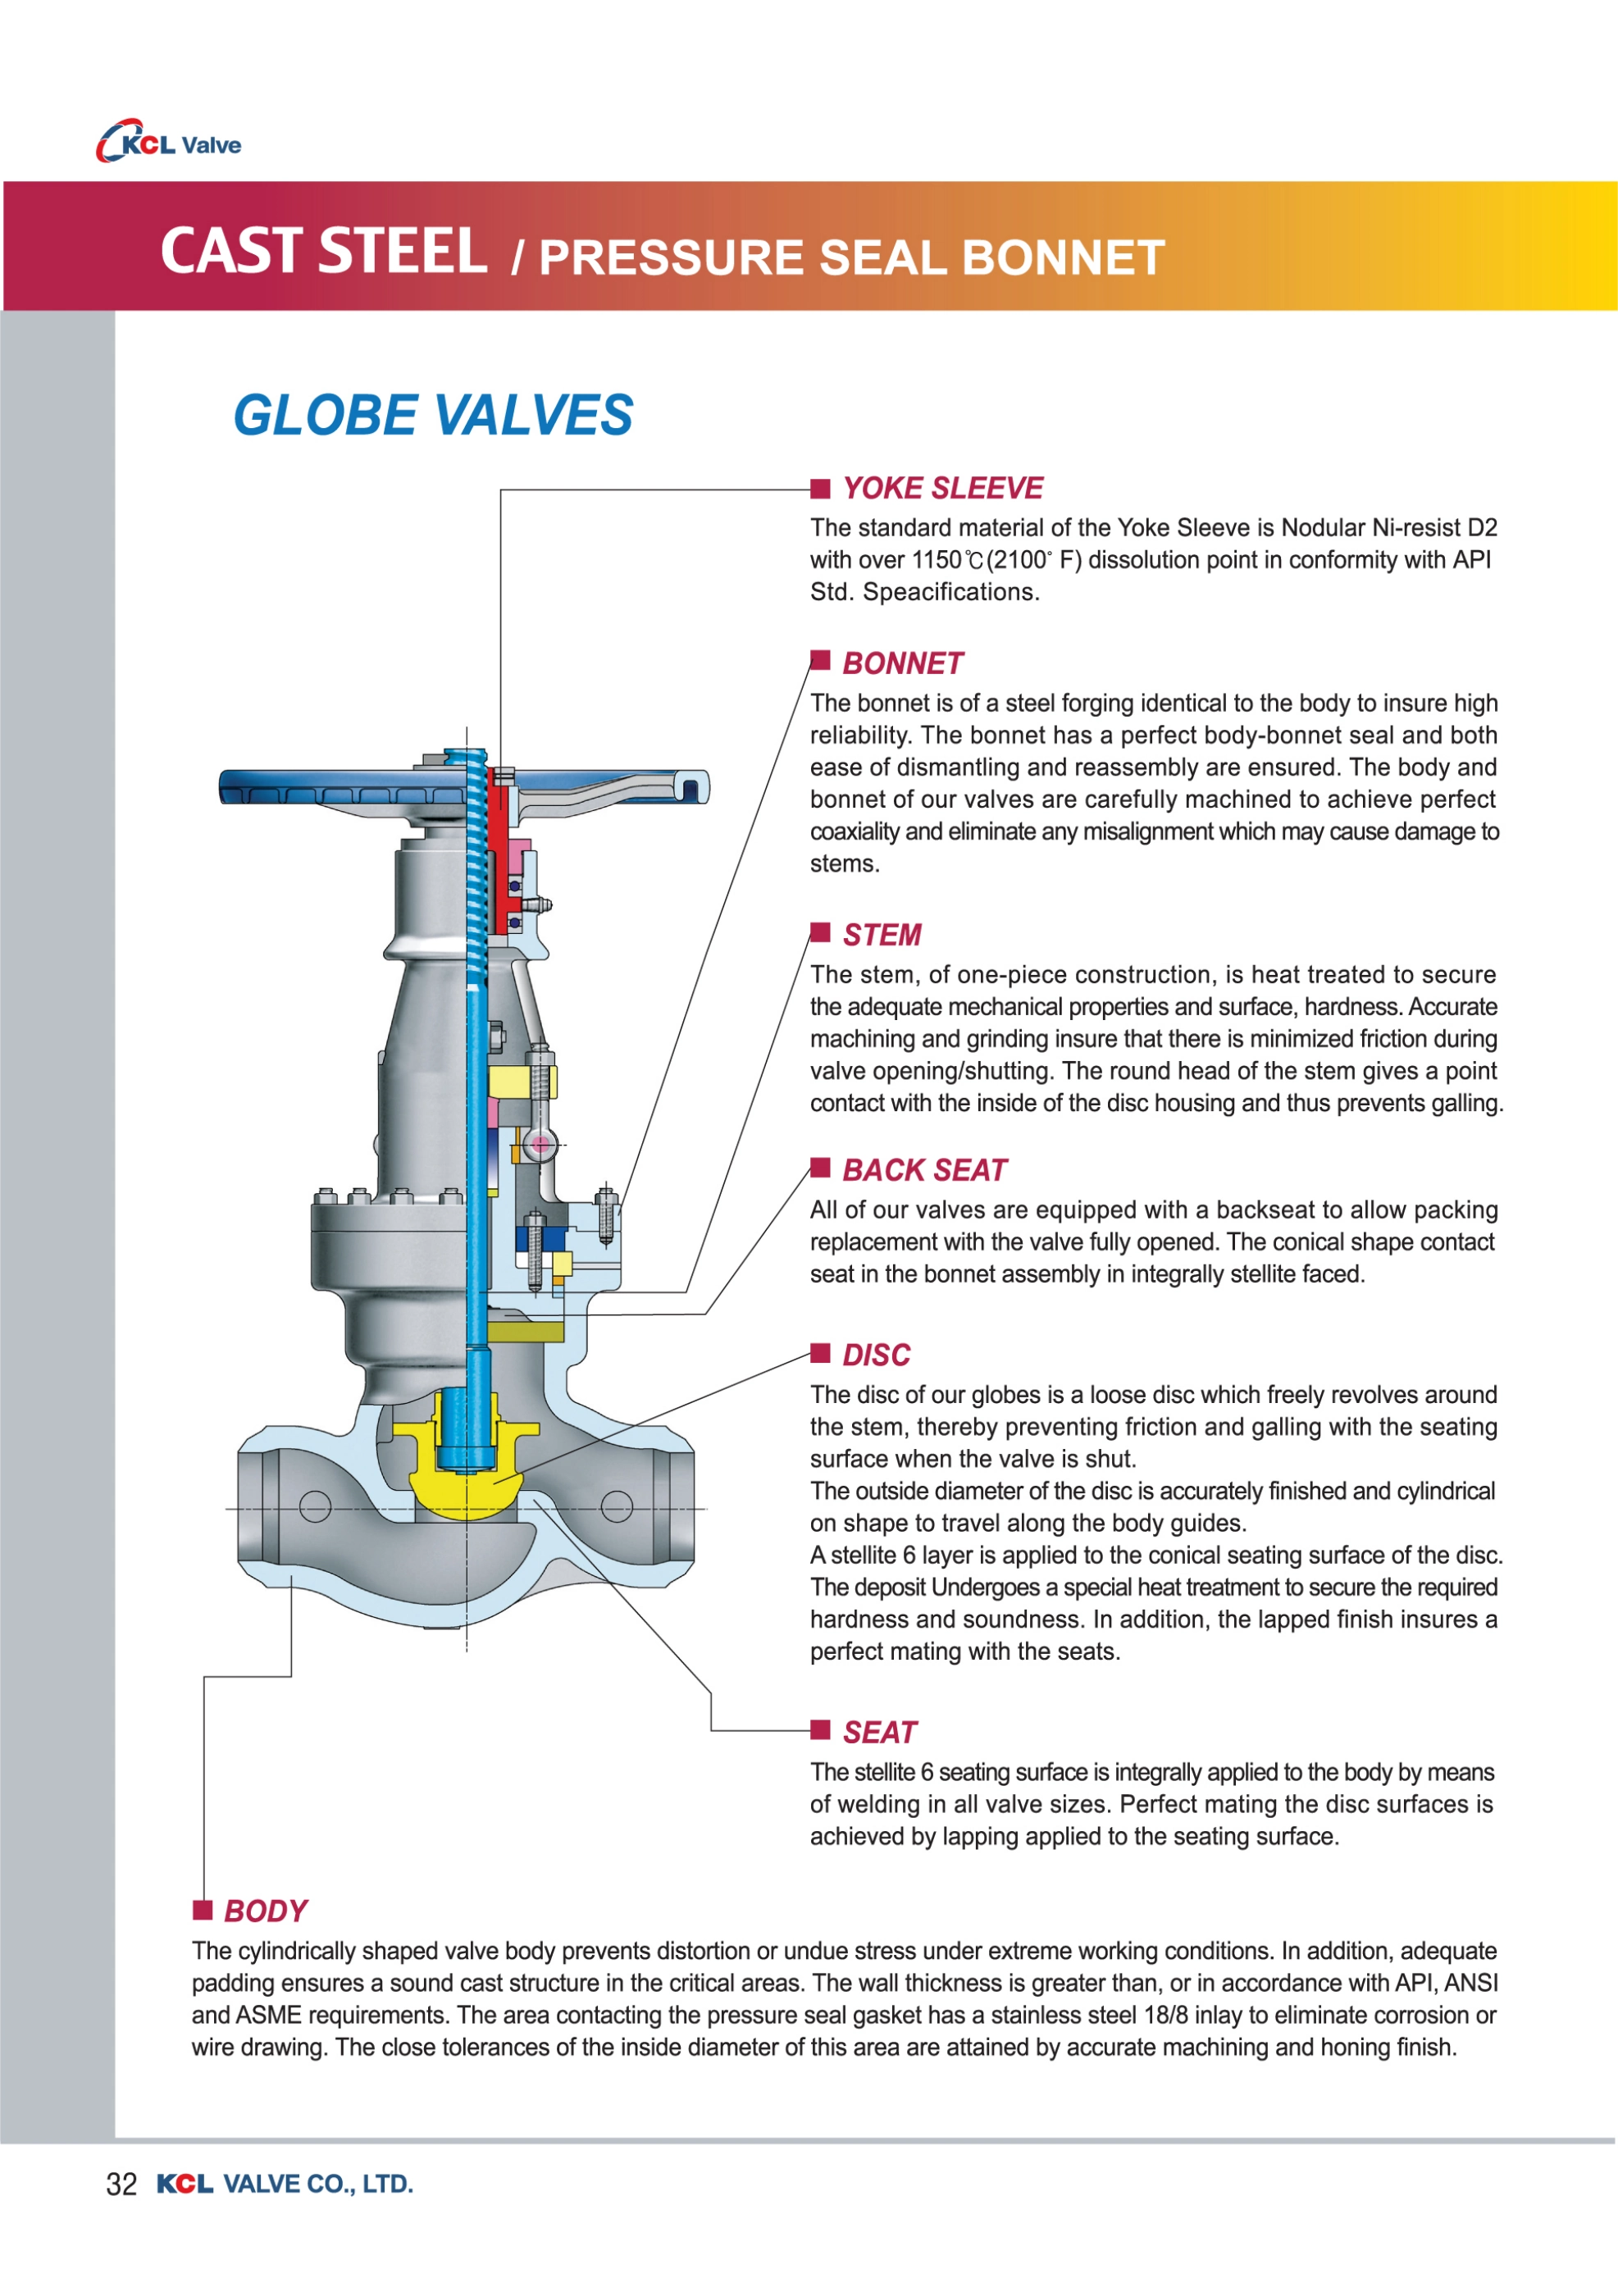 KCL Valve
CAST STEEL / PRESSURE SEAL BONNET
GLOBE VALVES
YOKE SLEEVE
The standard material of the Yoke Sleeve is Nodular Ni-resist D2
with over 1150℃(2100° F) dissolution point in conformity with API
Std. Speacifications.
BONNET
The bonnet is of a steel forging identical to the body to insure high
reliability. The bonnet has a perfect body-bonnet seal and both
ease of dismantling and reassembly are ensured. The body and
bonnet of our valves are carefully machined to achieve perfect
coaxiality and eliminate any misalignment which may cause damage to
stems.
STEM
The stem, of one-piece construction, is heat treated to secure
the adequate mechanical properties and surface, hardness. Accurate
machining and grinding insure that there is minimized friction during
valve opening/shutting. The round head of the stem gives a point
contact with the inside of the disc housing and thus prevents galling.
BACK SEAT
All of our valves are equipped with a backseat to allow packing
replacement with the valve fully opened. The conical shape contact
seat in the bonnet assembly in integrally stellite faced.
DISC
The disc of our globes is a loose disc which freely revolves around
the stem, thereby preventing friction and galling with the seating
surface when the valve is shut.
The outside diameter of the disc is accurately finished and cylindrical
on shape to travel along the body guides.
A stellite 6 layer is applied to the conical seating surface of the disc.
The deposit Undergoes a special heat treatment to secure the required
hardness and soundness. In addition, the lapped finish insures a
perfect mating with the seats.
SEAT
The stellite 6 seating surface is integrally applied to the body by means
of welding in all valve sizes. Perfect mating the disc surfaces is
achieved by lapping applied to the seating surface.
BODY
The cylindrically shaped valve body prevents distortion or undue stress under extreme working conditions. In addition, adequate
padding ensures a sound cast structure in the critical areas. The wall thickness is greater than, or in accordance with API, ANSI
and ASME requirements. The area contacting the pressure seal gasket has a stainless steel 18/8 inlay to eliminate corrosion or
wire drawing. The close tolerances of the inside diameter of this area are attained by accurate machining and honing finish.
32 KCL VALVE CO., LTD.